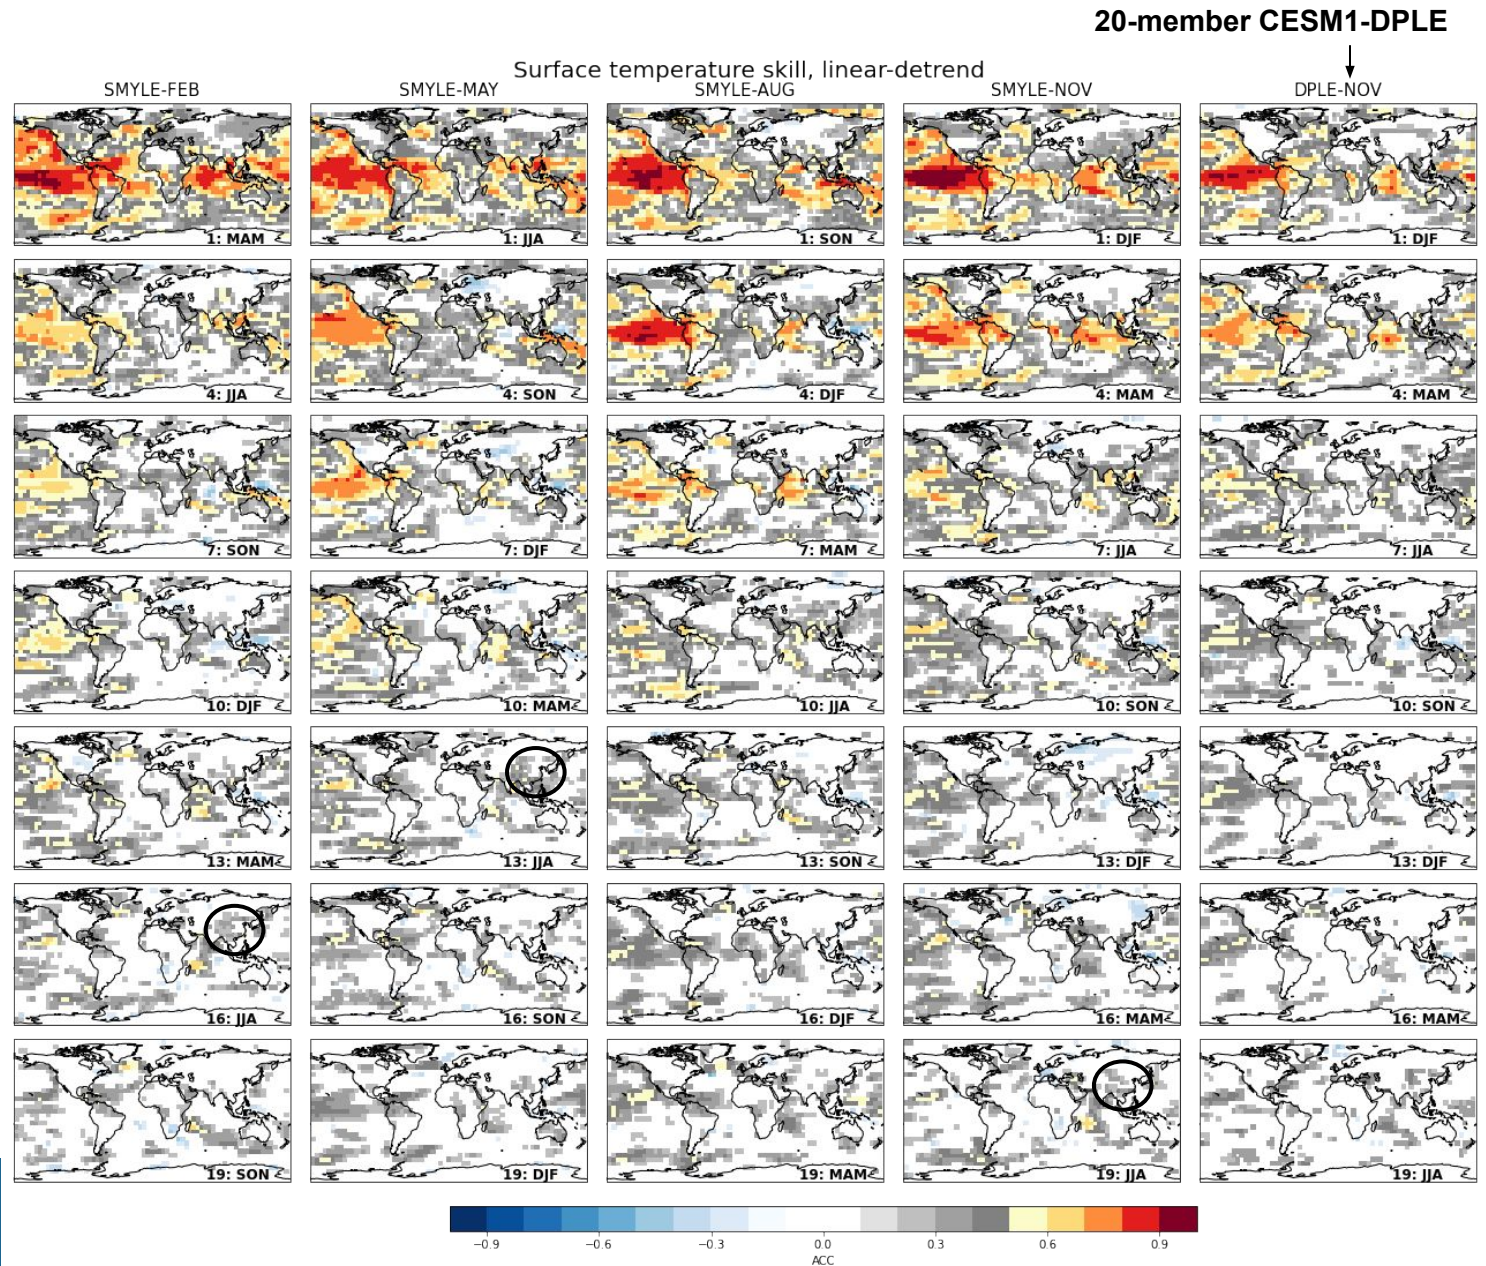 20-member CESM1-DPLE
Surface temperature skill, linear-detrend
SMYLE-FEB SMYLE-MAY SMYLE-AUG SMYLE-NOV DPLE-NOV
1: MAM 1: JJA 1: SON 1: DJF 1: DJF
4: JJA 4: SON 4: DJF 4: MAM 4: MAM
7: SON 7: DJF 7: MAM 7: JJA 7: JJA
10: DJF 10: MAM 10: JJA 10: SON 10: SON
13: MAM 13: JJA 13: SON 13: DJF 13: DJF
16: JJA 16: SON 16: DJF 16: MAM 16: MAM
19: SON 19: DJF 19: MAM 19: JJA 19: JJA
−0.9 −0.6 −0.3 0.0 0.3 0.6 0.9
ACC